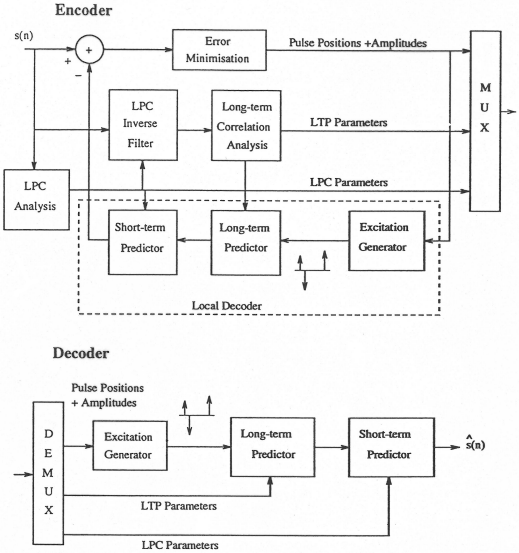 Encoder
s(n)
+
+
−
Error
Minimisation
Pulse Positions +Amplitudes
M
U
X
LPC
Inverse
Filter
Long-term
Correlation
Analysis
LTP Parameters
LPC
Analysis
LPC Parameters
Short-term
Predictor
Long-term
Predictor
Excitation
Generator
Local Decoder
Decoder
Pulse Positions
+ Amplitudes
D
E
M
U
X
Excitation
Generator
Long-term
Predictor
Short-term
Predictor
ŝ(n)
LTP Parameters
LPC Parameters